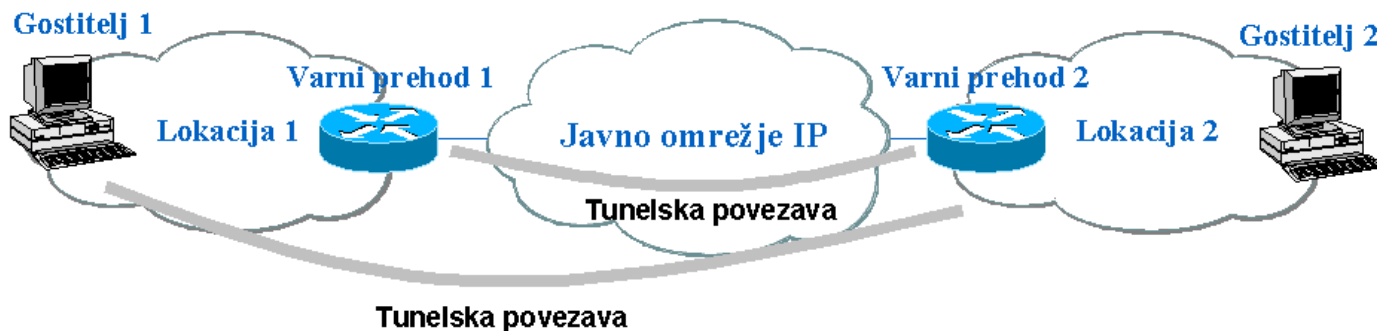 Gostitelj 1
Gostitelj 2
Varni prehod 1
Varni prehod 2
Lokacija 1
Javno omrežje IP
Lokacija 2
Tunelska povezava
Tunelska povezava